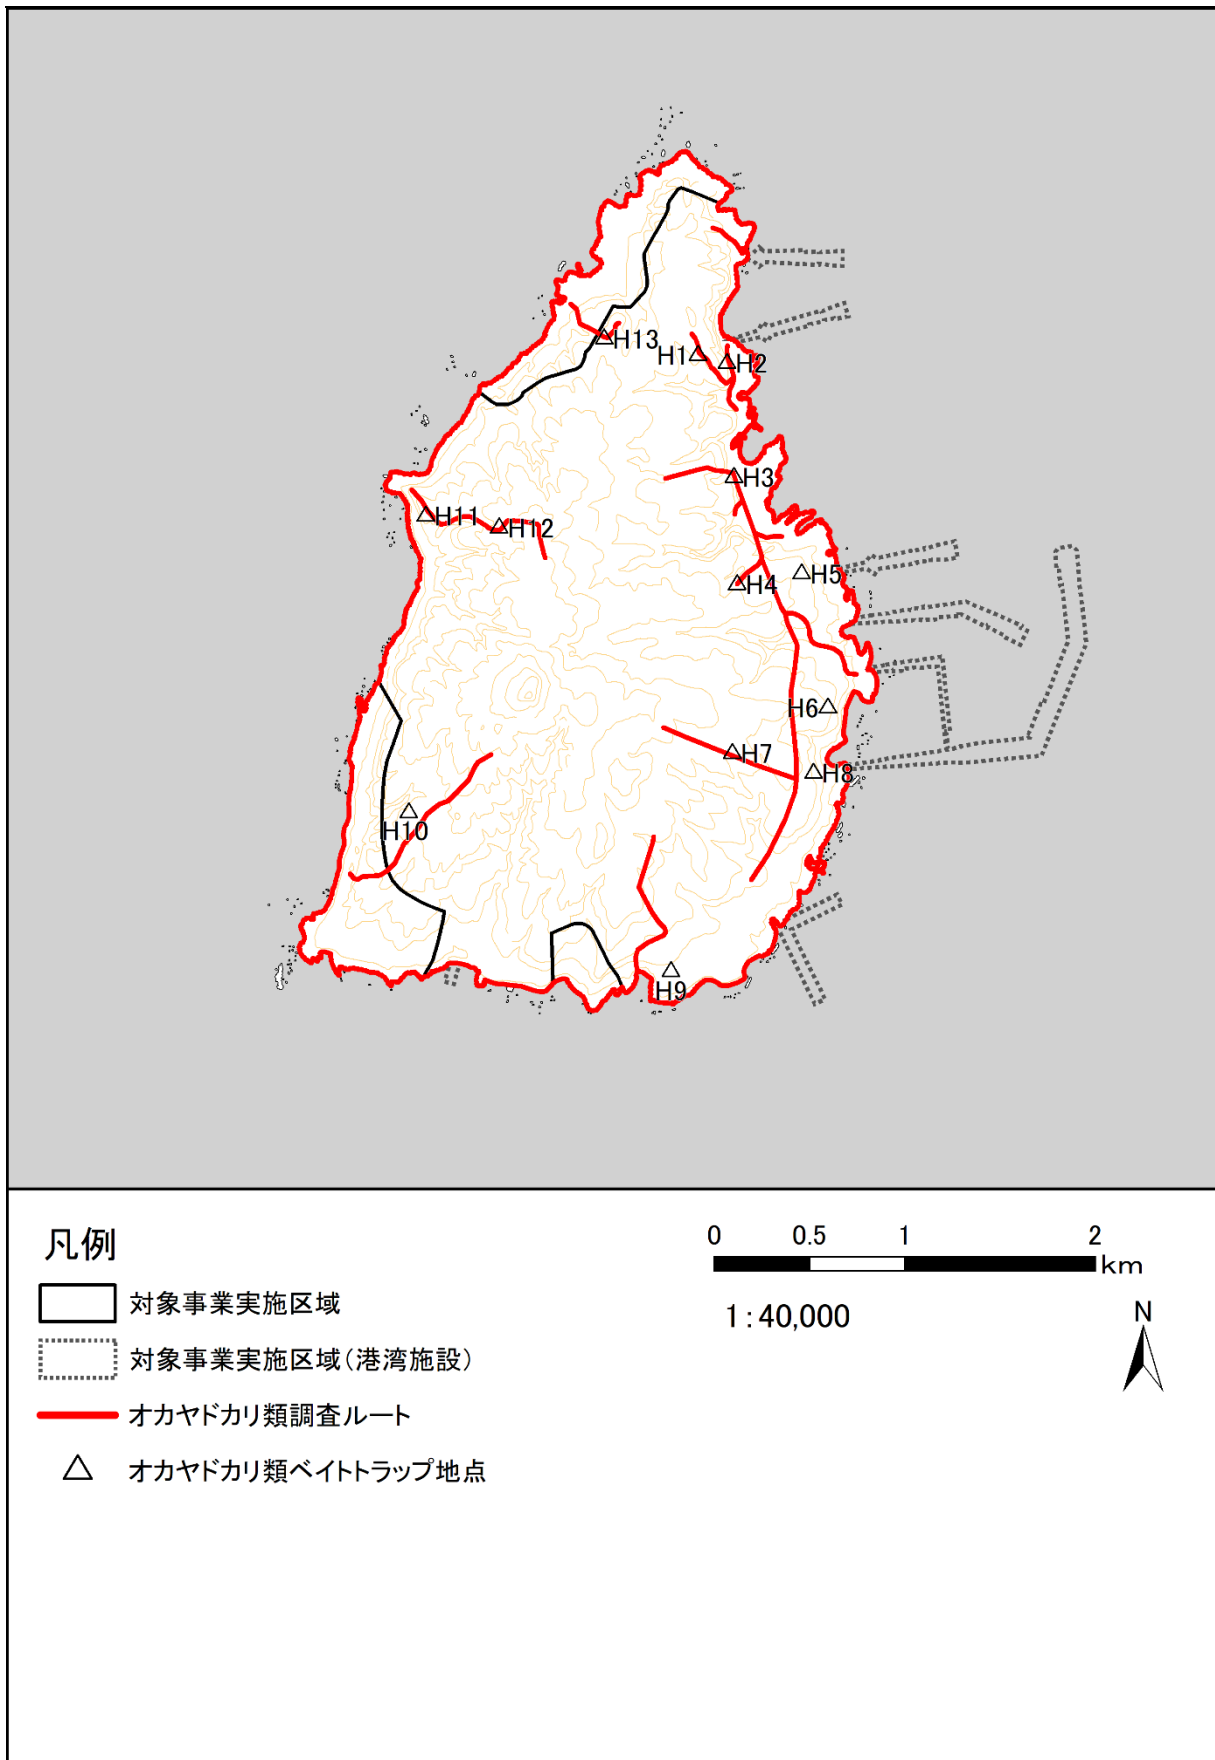 H13
H1
H2
H3
H11
H12
H5
H4
H6
H7
H8
H10
H9
凡例
対象事業実施区域
対象事業実施区域(港湾施設)
オカヤドカリ類調査ルート
オカヤドカリ類ベイトトラップ地点
0 0.5 1 2
km
1:40,000
N